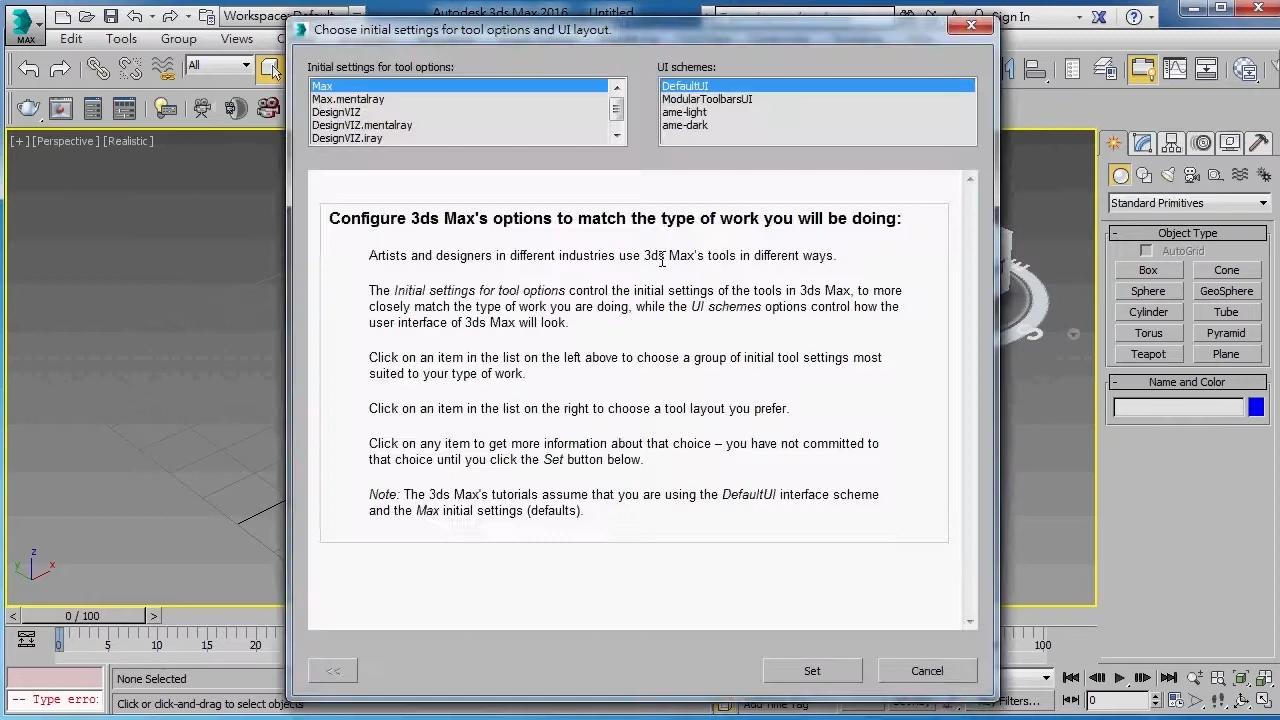 Workspace: Default
Autodesk 3ds Max 2016
Untitled
Sign In
MAX
Edit
Tools
Group
Views
All
[+] [Perspective ] [Realistic ]
Choose initial settings for tool options and UI layout.
Initial settings for tool options:
Max
Max.mentalray
DesignVIZ
DesignVIZ.mentalray
DesignVIZ.iray
UI schemes:
DefaultUI
ModularToolbarsUI
ame-light
ame-dark
Configure 3ds Max's options to match the type of work you will be doing:
Artists and designers in different industries use 3ds Max's tools in different ways.
The Initial settings for tool options control the initial settings of the tools in 3ds Max, to more
closely match the type of work you are doing, while the UI schemes options control how the
user interface of 3ds Max will look.
Click on an item in the list on the left above to choose a group of initial tool settings most
suited to your type of work.
Click on an item in the list on the right to choose a tool layout you prefer.
Click on any item to get more information about that choice – you have not committed to
that choice until you click the Set button below.
Note: The 3ds Max's tutorials assume that you are using the DefaultUI interface scheme
and the Max initial settings (defaults).
<<
Set
Cancel
Standard Primitives
- Object Type
AutoGrid
Box
Cone
Sphere
GeoSphere
Cylinder
Tube
Torus
Pyramid
Teapot
Plane
- Name and Color
z
y
x
< 0 / 100 >
0
5
10
15
20
25
100
None Selected
-- Type erro:
Click or click-and-drag to select objects
Add Time Tag
Key Filters...
0